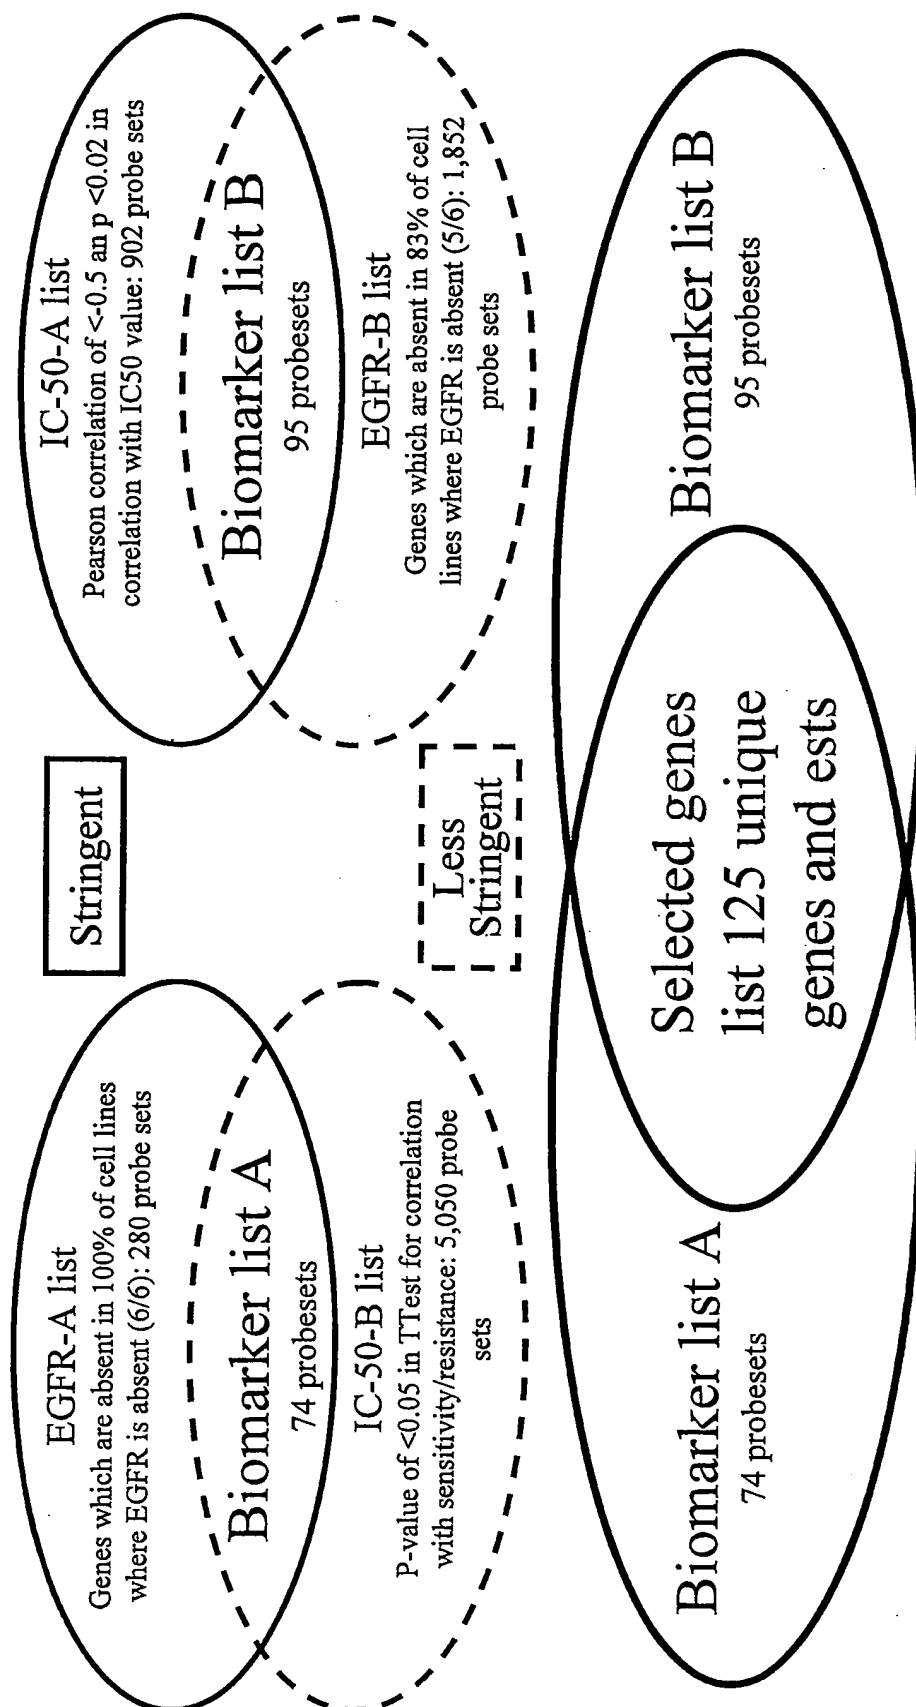 EGFR-A list
Genes which are absent in 100% of cell lines
where EGFR is absent (6/6): 280 probe sets
Biomarker list A
74 probesets
IC-50-B list
P-value of <0.05 in TTest for correlation
with sensitivity/resistance: 5,050 probe
sets
Stringent
Less
Stringent
IC-50-A list
Pearson correlation of <-0.5 an p <0.02 in
correlation with IC50 value: 902 probe sets
Biomarker list B
95 probesets
EGFR-B list
Genes which are absent in 83% of cell
lines where EGFR is absent (5/6): 1,852
probe sets
Biomarker list A
74 probesets
Selected genes
list 125 unique
genes and ests
Biomarker list B
95 probesets